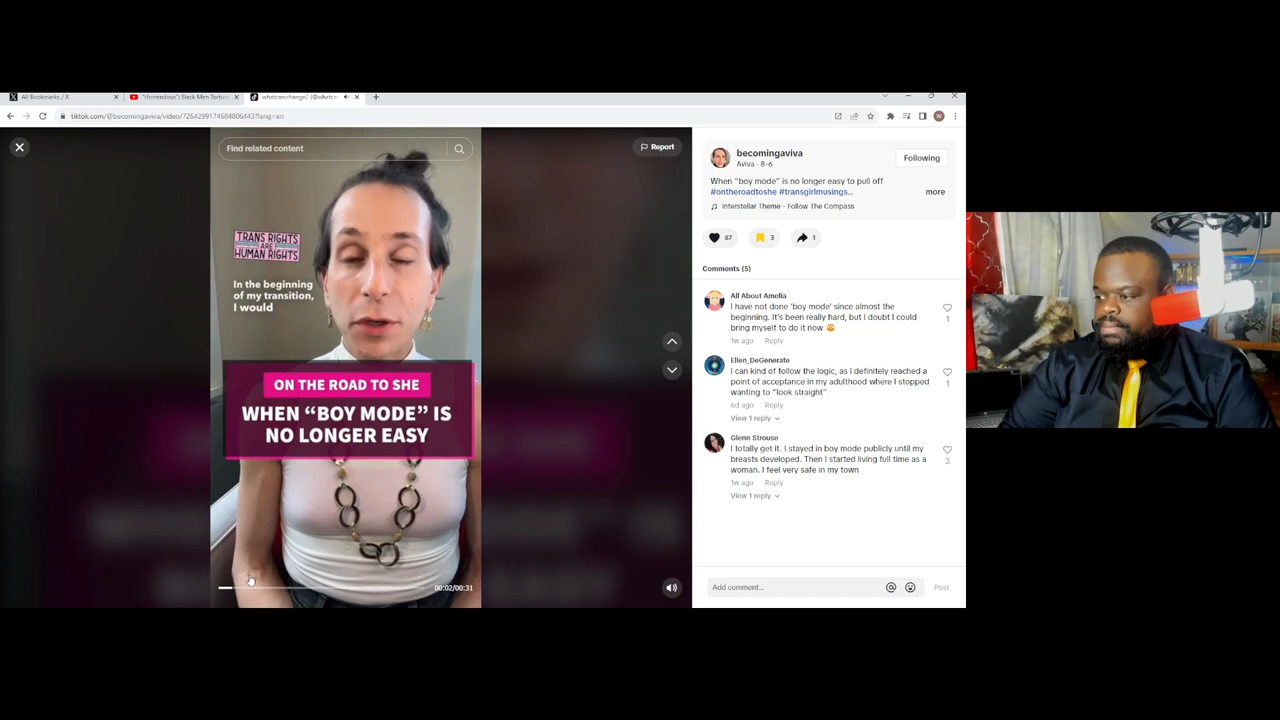 All Bookmarks / X
"Horrendous": Black Men Tortur
whatcanchange2 (@whatc
tiktok.com/@becomingaviva/video/7264299174684806443?lang=en
W
Find related content
Report
TRANS RIGHTS
ARE
HUMAN RIGHTS
In the beginning
of my transition,
I would
ON THE ROAD TO SHE
WHEN "BOY MODE" IS
NO LONGER EASY
00:02/00:31
becomingaviva
Aviva · 8-6
Following
When "boy mode" is no longer easy to pull off
#ontheroadtoshe #transgirlmusings...
more
Interstellar Theme - Follow The Compass
87
3
1
Comments (5)
All About Amelia
I have not done 'boy mode' since almost the
beginning. It's been really hard, but I doubt I could
bring myself to do it now
1
1w ago Reply
Ellen_DeGenerate
I can kind of follow the logic, as I definitely reached a
point of acceptance in my adulthood where I stopped
wanting to "look straight"
1
6d ago Reply
View 1 reply
Glenn Strouse
I totally get it. I stayed in boy mode publicly until my
breasts developed. Then I started living full time as a
woman. I feel very safe in my town
3
1w ago Reply
View 1 reply
Add comment...
Post